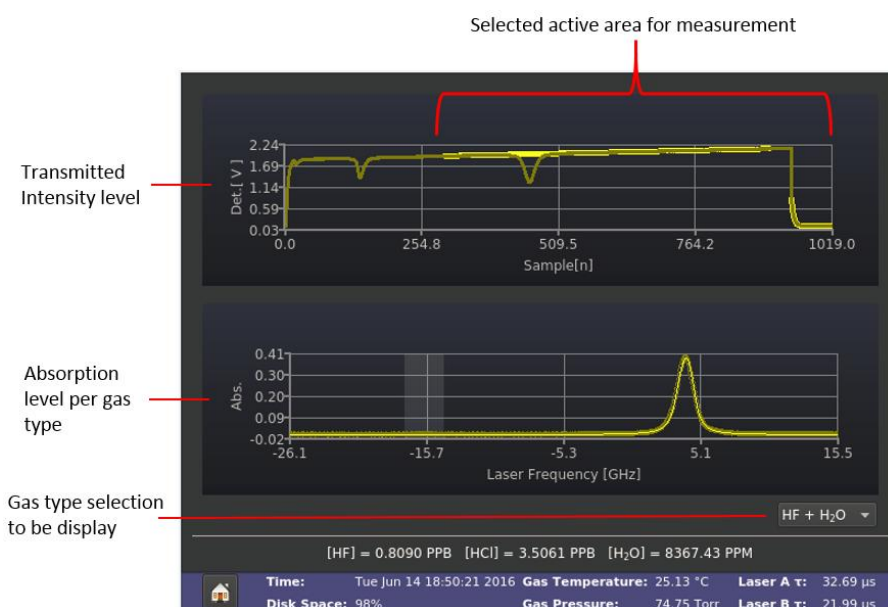 Selected active area for measurement
Transmitted
Intensity level
Det.[ V ]
2.24
1.69
1.14
0.59
0.03
0.0 254.8 509.5 764.2 1019.0
Sample[n]
Absorption
level per gas
type
Abs.
0.41
0.30
0.20
0.09
-0.02
-26.1 -15.7 -5.3 5.1 15.5
Laser Frequency [GHz]
Gas type selection
to be display
HF + H₂O
[HF] = 0.8090 PPB [HCl] = 3.5061 PPB [H₂O] = 8367.43 PPM
Time: Tue Jun 14 18:50:21 2016 Gas Temperature: 25.13 °C Laser A τ: 32.69 µs
Disk Space: 98% Gas Pressure: 74.75 Torr Laser B τ: 21.99 µs